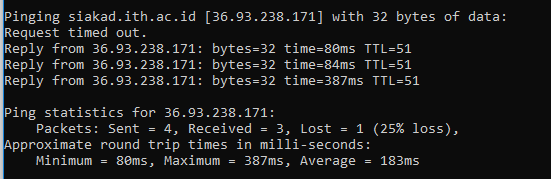 Pinging siakad.ith.ac.id [36.93.238.171] with 32 bytes of data:
Request timed out.
Reply from 36.93.238.171: bytes=32 time=80ms TTL=51
Reply from 36.93.238.171: bytes=32 time=84ms TTL=51
Reply from 36.93.238.171: bytes=32 time=387ms TTL=51
Ping statistics for 36.93.238.171:
Packets: Sent = 4, Received = 3, Lost = 1 (25% loss),
Approximate round trip times in milli-seconds:
Minimum = 80ms, Maximum = 387ms, Average = 183ms